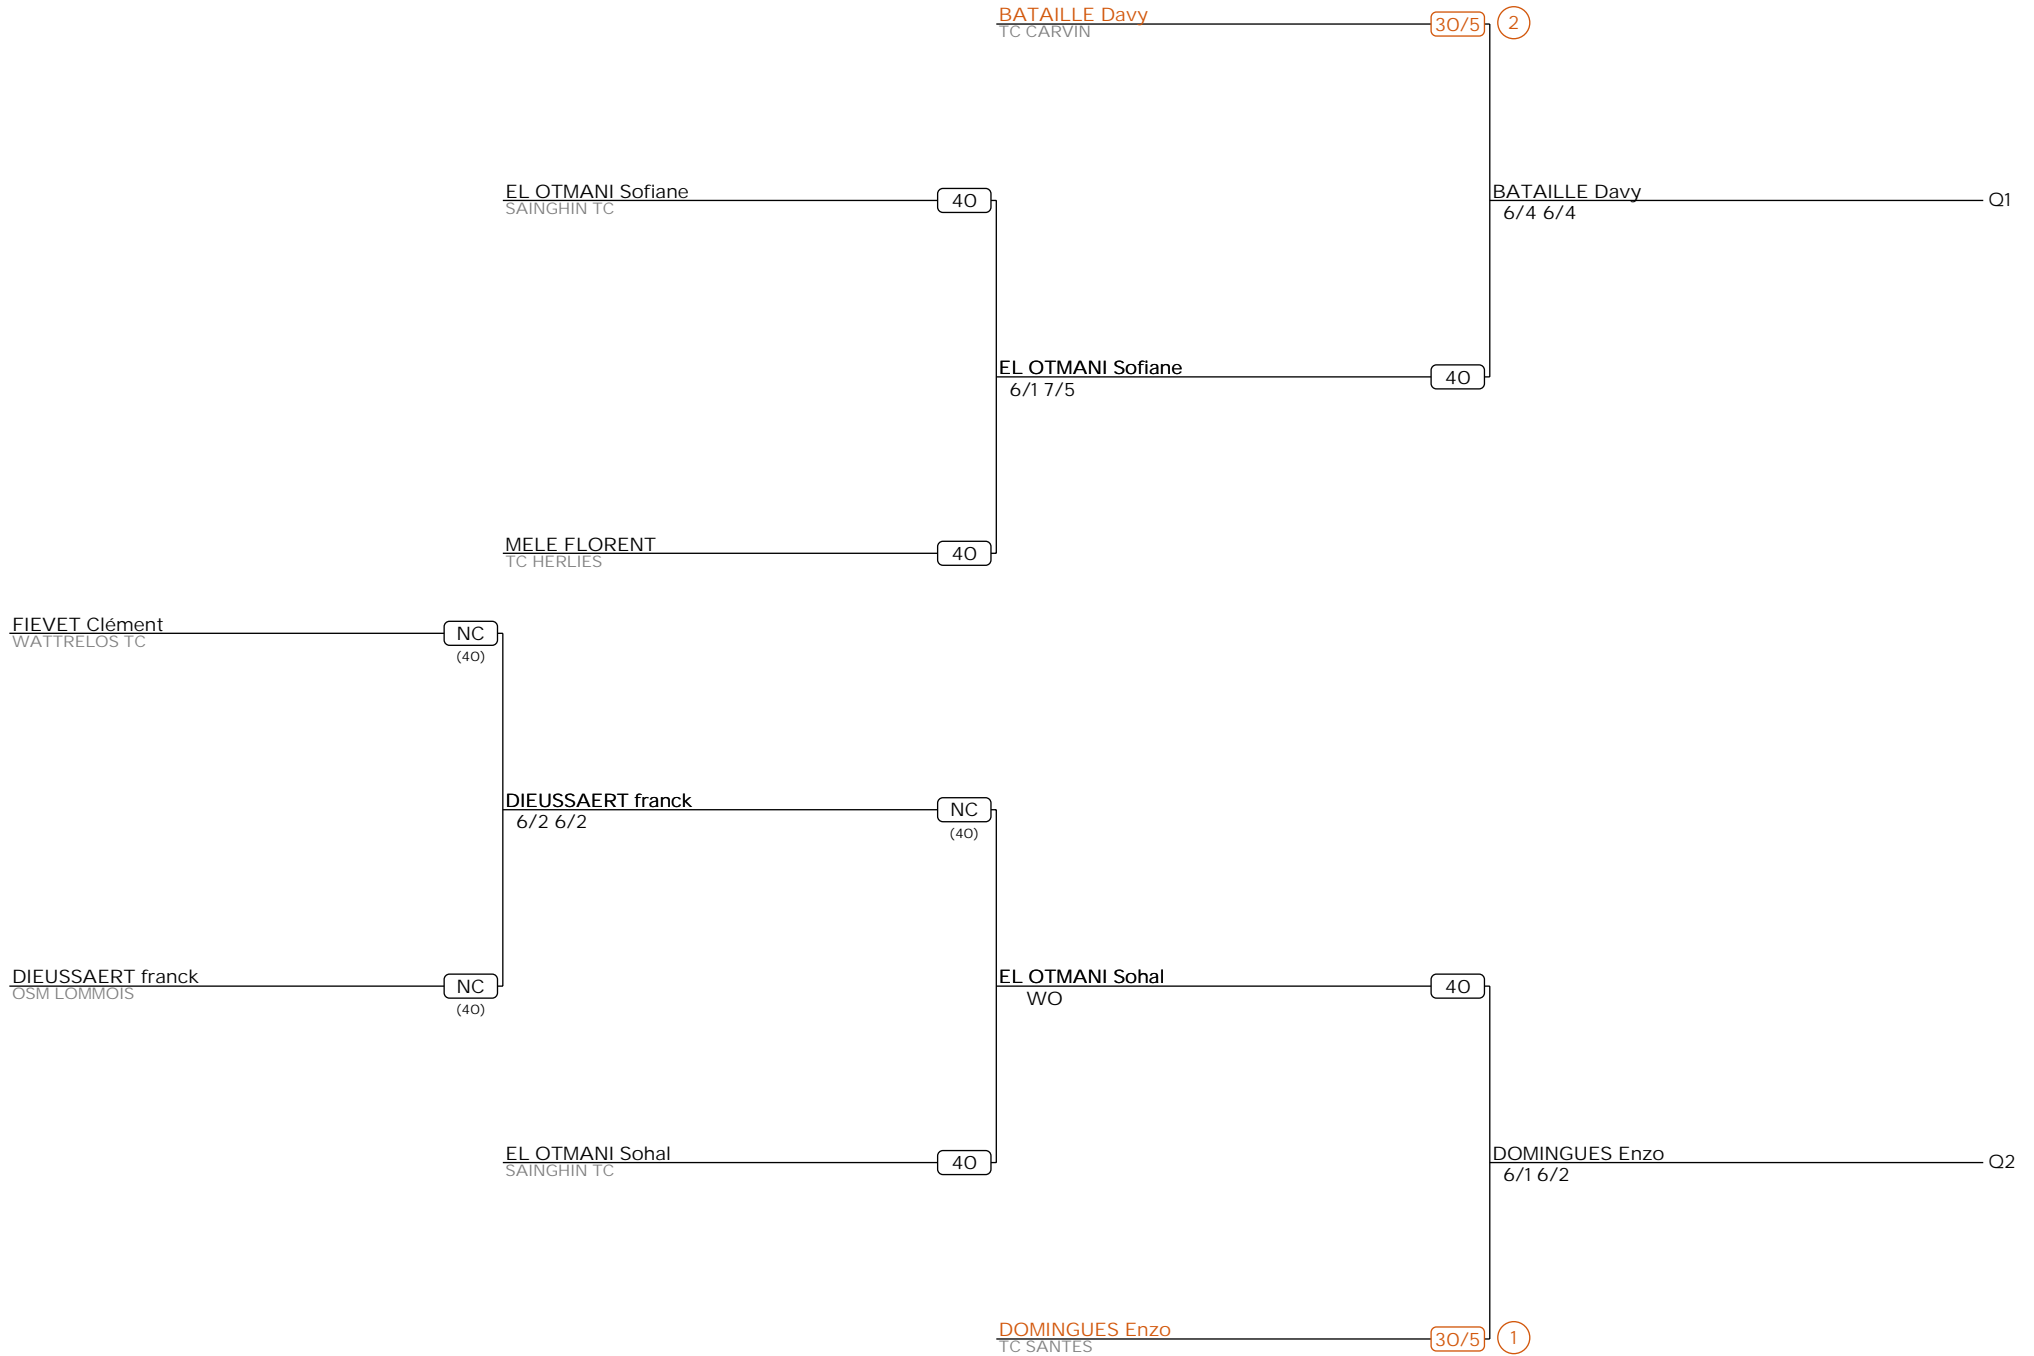 BATAILLE Davy
TC CARVIN
30/5 2
EL OTMANI Sofiane
SAINGHIN TC
40
BATAILLE Davy
6/4 6/4
Q1
EL OTMANI Sofiane
6/1 7/5
40
MELE FLORENT
TC HERLIES
40
FIEVET Clément
WATTRELOS TC
NC
(40)
DIEUSSAERT franck
6/2 6/2
NC
(40)
DIEUSSAERT franck
OSM LOMMOIS
NC
(40)
EL OTMANI Sohal
WO
40
EL OTMANI Sohal
SAINGHIN TC
40
DOMINGUES Enzo
6/1 6/2
Q2
DOMINGUES Enzo
TC SANTES
30/5 1